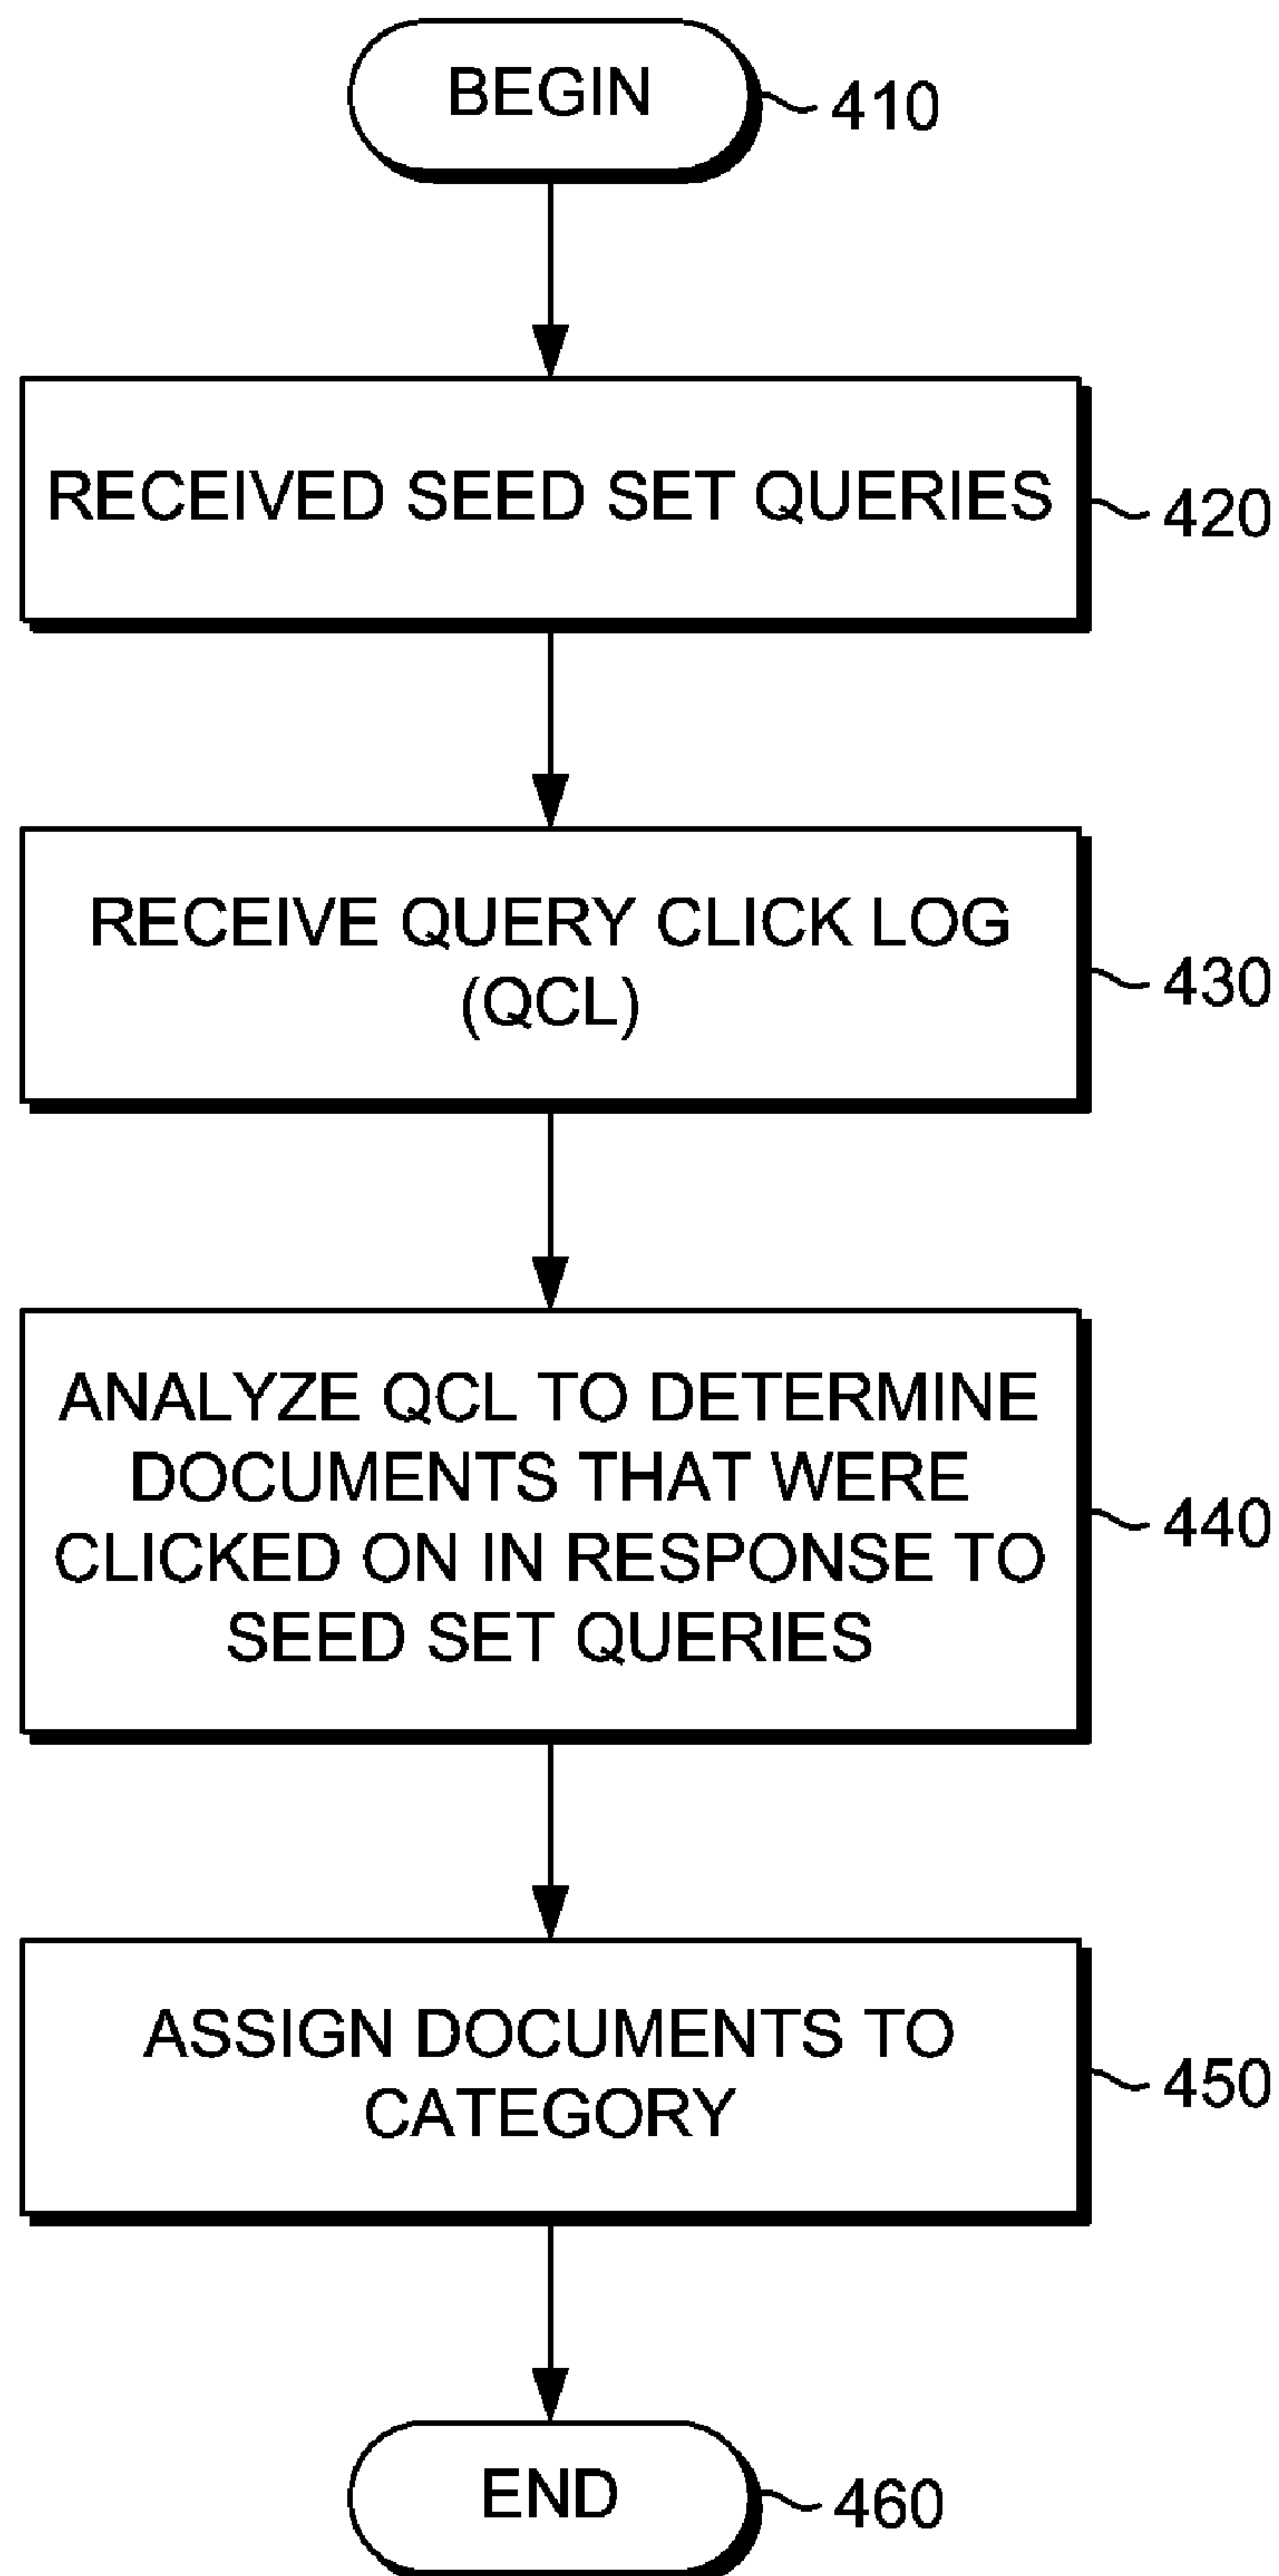 BEGIN
410
RECEIVED SEED SET QUERIES
420
RECEIVE QUERY CLICK LOG
(QCL)
430
ANALYZE QCL TO DETERMINE
DOCUMENTS THAT WERE
CLICKED ON IN RESPONSE TO
SEED SET QUERIES
440
ASSIGN DOCUMENTS TO
CATEGORY
450
END
460